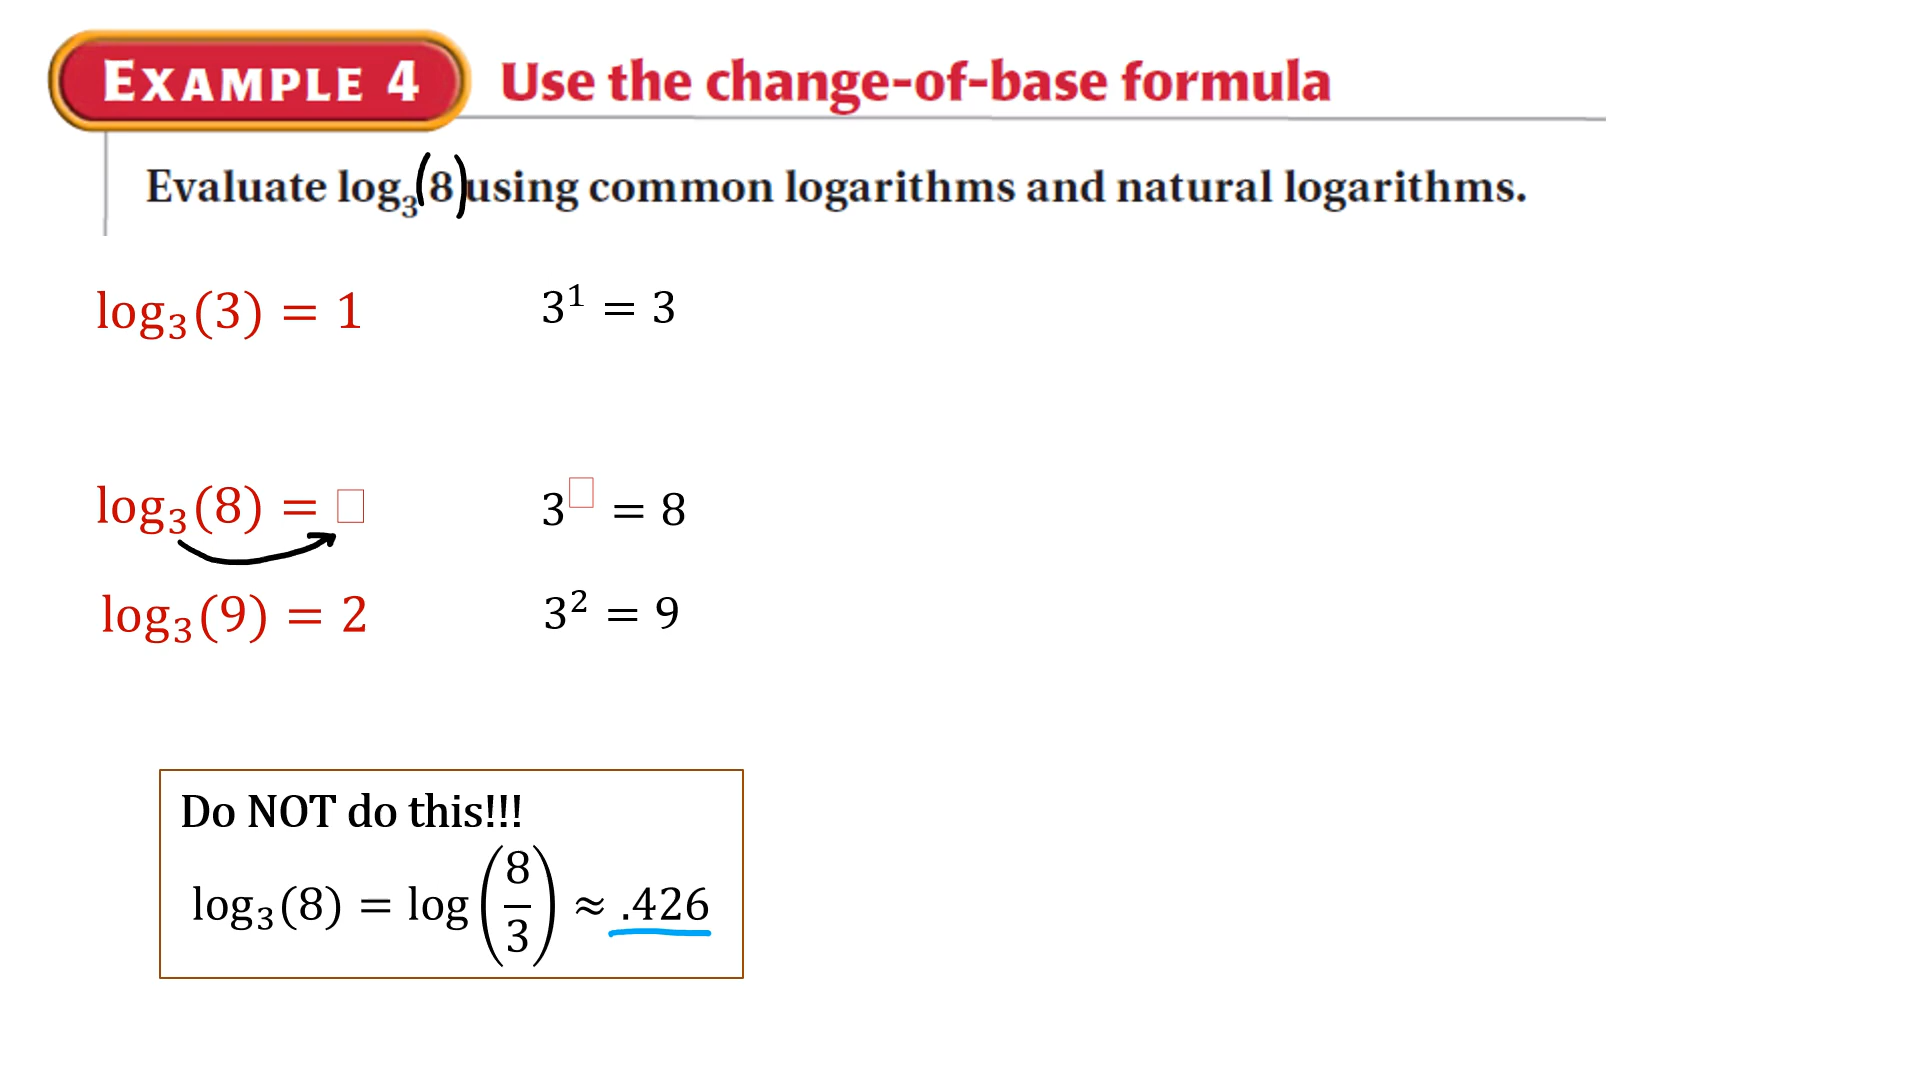 EXAMPLE 4 Use the change-of-base formula
Evaluate log₃(8) using common logarithms and natural logarithms.
log₃(3) = 1 3¹ = 3
log₃(8) = □ 3^□ = 8
log₃(9) = 2 3² = 9
Do NOT do this!!!
log₃(8) = log(8/3) ≈ .426